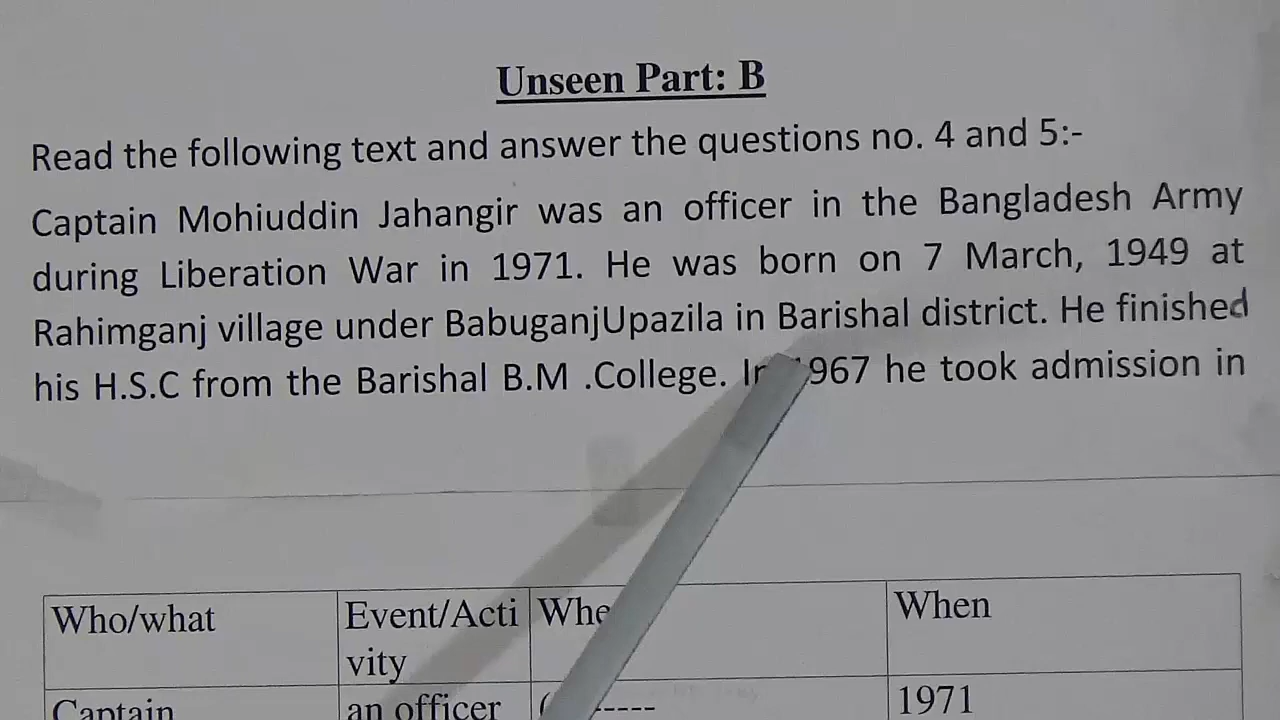 Unseen Part: B
Read the following text and answer the questions no. 4 and 5:-
Captain Mohiuddin Jahangir was an officer in the Bangladesh Army
during Liberation War in 1971. He was born on 7 March, 1949 at
Rahimganj village under BabuganjUpazila in Barishal district. He finished
his H.S.C from the Barishal B.M .College. In 1967 he took admission in
Who/what Event/Acti When
vity
Captain an officer 1971